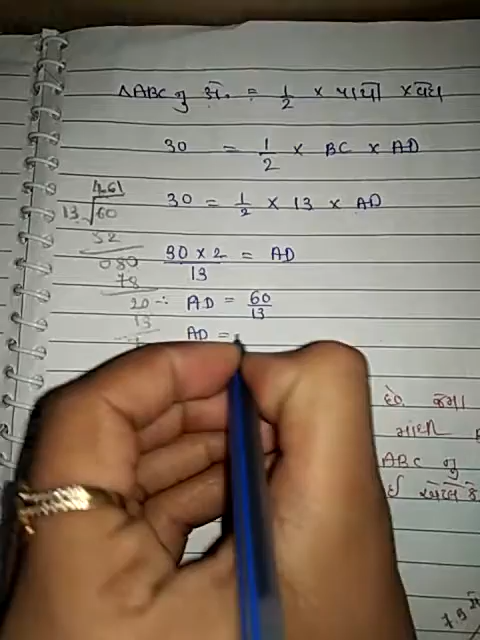 ΔABC નું ક્ષે. = 1/2 × પાયો × વેધ
30 = 1/2 × BC × AD
30 = 1/2 × 13 × AD
4.61
13√60
52
080
78
20
13
30 × 2/13 = AD
∴ AD = 60/13
AD =
ABC નું